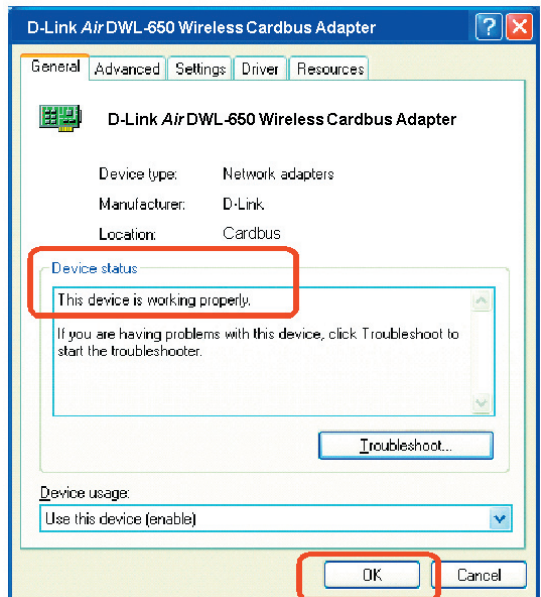 D-Link Air DWL-650 Wireless Cardbus Adapter
General Advanced Settings Driver Resources
D-Link Air DWL-650 Wireless Cardbus Adapter
Device type: Network adapters
Manufacturer: D-Link
Location: Cardbus
Device status
This device is working properly.
If you are having problems with this device, click Troubleshoot to
start the troubleshooter.
Troubleshoot...
Device usage:
Use this device (enable)
OK Cancel